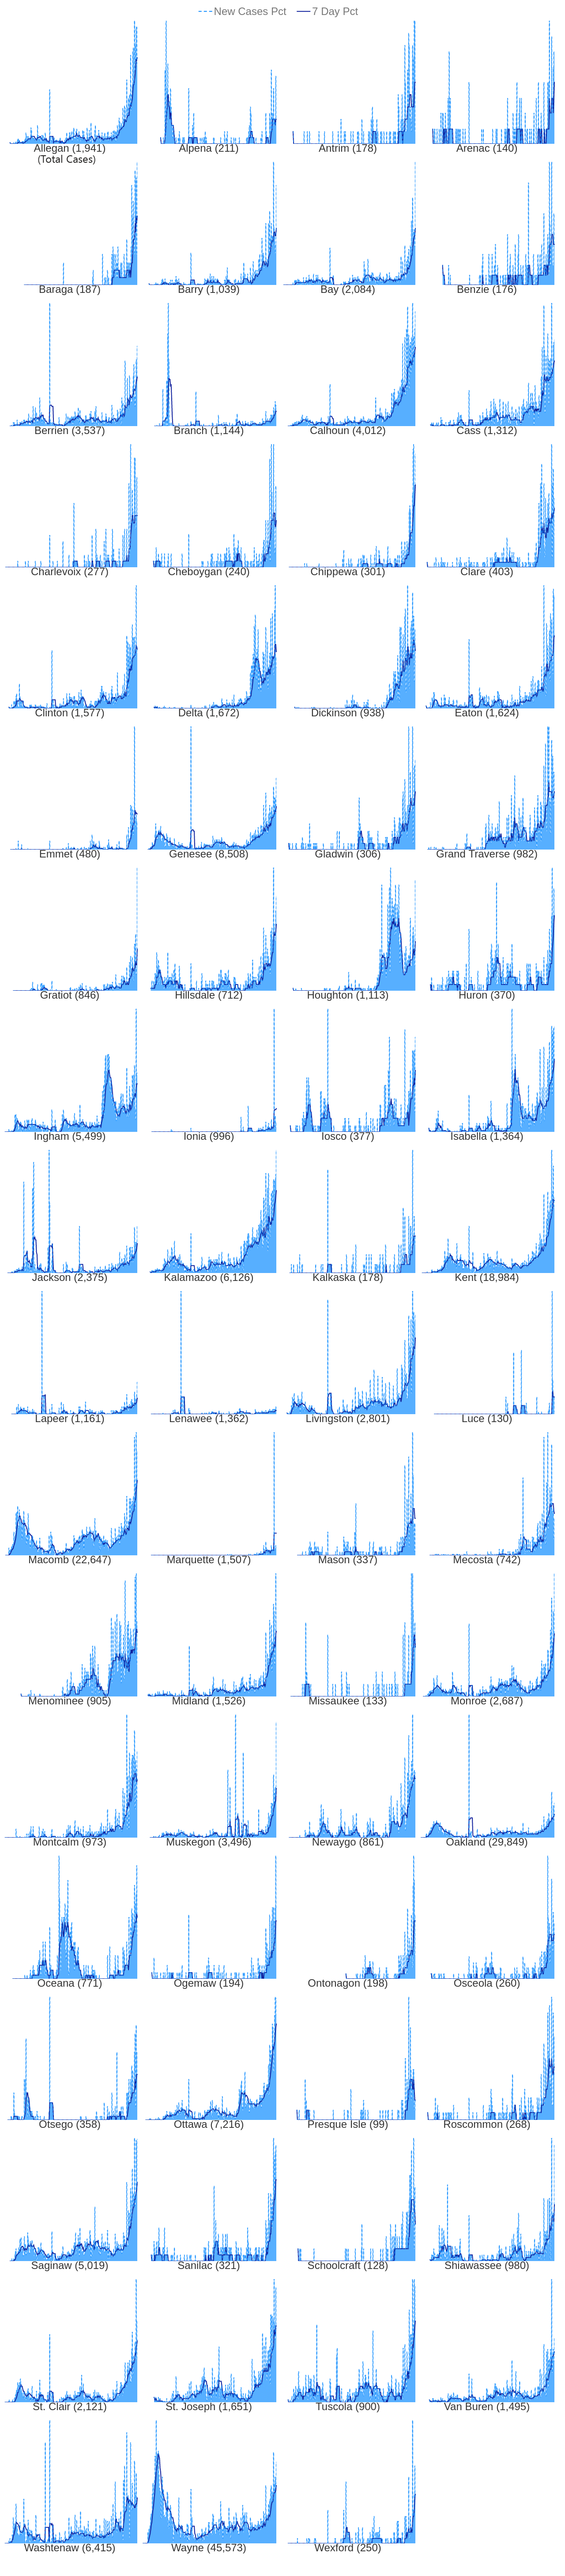 New Cases Pct 7 Day Pct
Allegan (1,941) Alpena (211) Antrim (178) Arenac (140)
(Total Cases)
Baraga (187) Barry (1,039) Bay (2,084) Benzie (176)
Berrien (3,537) Branch (1,144) Calhoun (4,012) Cass (1,312)
Charlevoix (277) Cheboygan (240) Chippewa (301) Clare (403)
Clinton (1,577) Delta (1,672) Dickinson (938) Eaton (1,624)
Emmet (480) Genesee (8,508) Gladwin (306) Grand Traverse (982)
Gratiot (846) Hillsdale (712) Houghton (1,113) Huron (370)
Ingham (5,499) Ionia (996) Iosco (377) Isabella (1,364)
Jackson (2,375) Kalamazoo (6,126) Kalkaska (178) Kent (18,984)
Lapeer (1,161) Lenawee (1,362) Livingston (2,801) Luce (130)
Macomb (22,647) Marquette (1,507) Mason (337) Mecosta (742)
Menominee (905) Midland (1,526) Missaukee (133) Monroe (2,687)
Montcalm (973) Muskegon (3,496) Newaygo (861) Oakland (29,849)
Oceana (771) Ogemaw (194) Ontonagon (198) Osceola (260)
Otsego (358) Ottawa (7,216) Presque Isle (99) Roscommon (268)
Saginaw (5,019) Sanilac (321) Schoolcraft (128) Shiawassee (980)
St. Clair (2,121) St. Joseph (1,651) Tuscola (900) Van Buren (1,495)
Washtenaw (6,415) Wayne (45,573) Wexford (250)